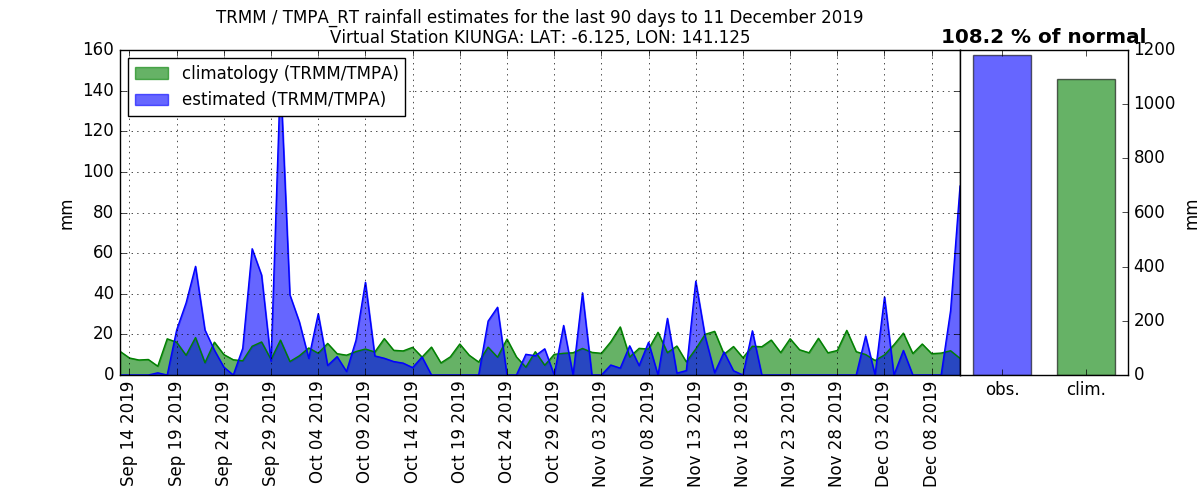 TRMM / TMPA_RT rainfall estimates for the last 90 days to 11 December 2019
Virtual Station KIUNGA: LAT: -6.125, LON: 141.125
108.2 % of normal
climatology (TRMM/TMPA)
estimated (TRMM/TMPA)
160
140
120
100
80
60
40
20
0
mm
Sep 14 2019
Sep 19 2019
Sep 24 2019
Sep 29 2019
Oct 04 2019
Oct 09 2019
Oct 14 2019
Oct 19 2019
Oct 24 2019
Oct 29 2019
Nov 03 2019
Nov 08 2019
Nov 13 2019
Nov 18 2019
Nov 23 2019
Nov 28 2019
Dec 03 2019
Dec 08 2019
obs.
clim.
1200
1000
800
600
400
200
0
mm